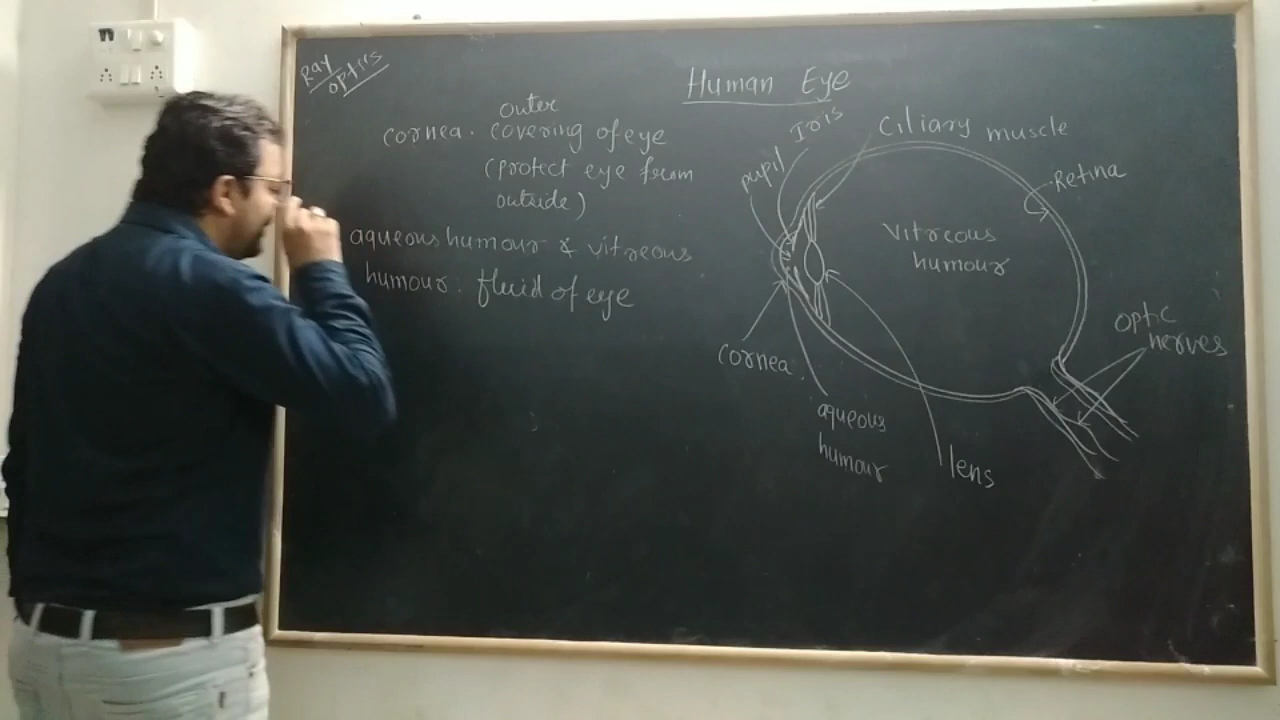 Ray
optics
Human Eye
outer
cornea. covering of eye
(protect eye from
outside)
aqueous humour & vitreous
humour: fluid of eye
pupil
Iris
Ciliary muscle
Retina
Vitreous
humour
optic
nerves
cornea.
aqueous
humour
lens